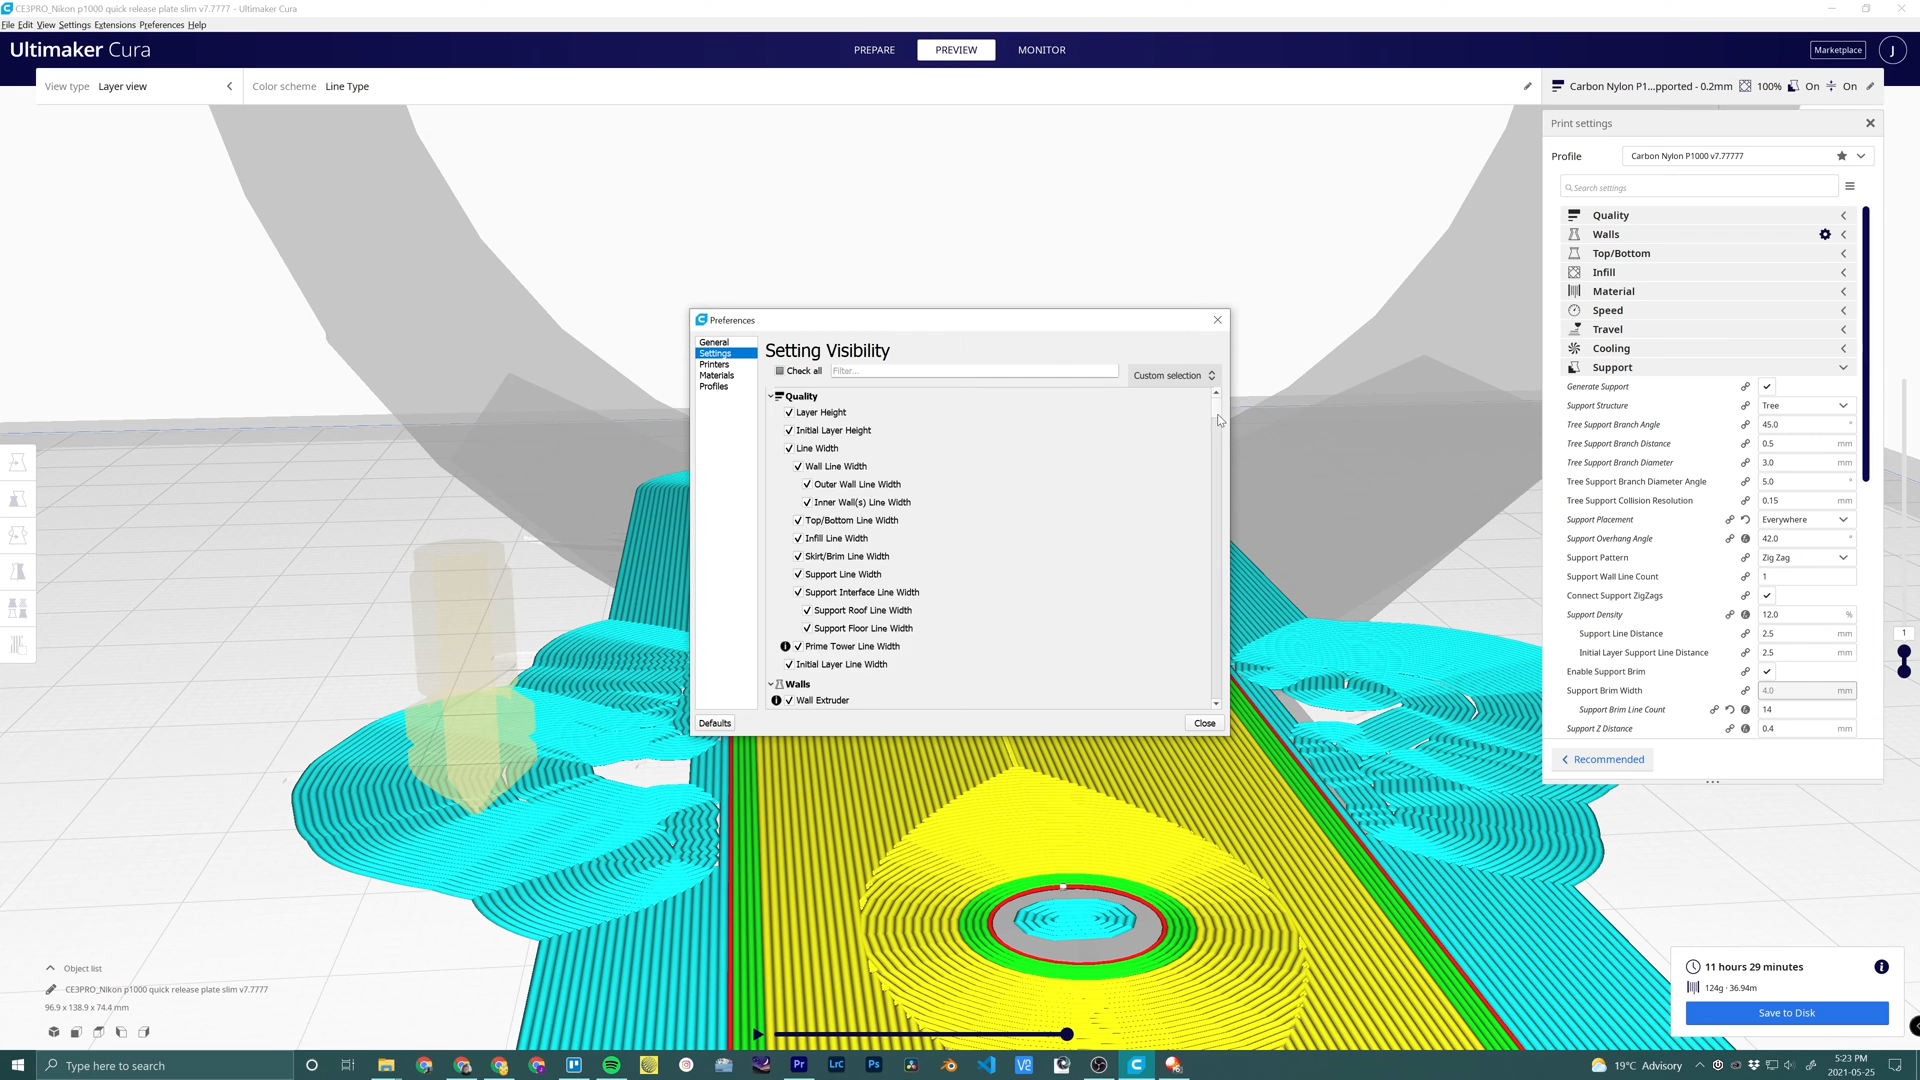 CE3PRO_Nikon p1000 quick release plate slim v7.7777 - Ultimaker Cura
File Edit View Settings Extensions Preferences Help
Ultimaker Cura
PREPARE
PREVIEW
MONITOR
Marketplace
J
View type Layer view
Color scheme Line Type
Carbon Nylon P1...pported - 0.2mm 100% On On
Print settings
Profile Carbon Nylon P1000 v7.77777
Search settings
Quality
Walls
Top/Bottom
Infill
Material
Speed
Travel
Cooling
Support
Generate Support
Support Structure Tree
Tree Support Branch Angle 45.0 °
Tree Support Branch Distance 0.5 mm
Tree Support Branch Diameter 3.0 mm
Tree Support Branch Diameter Angle 5.0 °
Tree Support Collision Resolution 0.15 mm
Support Placement Everywhere
Support Overhang Angle 42.0 °
Support Pattern Zig Zag
Support Wall Line Count 1
Connect Support ZigZags
Support Density 12.0 %
Support Line Distance 2.5 mm
Initial Layer Support Line Distance 2.5 mm
Enable Support Brim
Support Brim Width 4.0 mm
Support Brim Line Count 14
Support Z Distance 0.4 mm
Recommended
1
Preferences
General
Settings
Printers
Materials
Profiles
Setting Visibility
Check all Filter... Custom selection
Quality
Layer Height
Initial Layer Height
Line Width
Wall Line Width
Outer Wall Line Width
Inner Wall(s) Line Width
Top/Bottom Line Width
Infill Line Width
Skirt/Brim Line Width
Support Line Width
Support Interface Line Width
Support Roof Line Width
Support Floor Line Width
Prime Tower Line Width
Initial Layer Line Width
Walls
Wall Extruder
Defaults
Close
Object list
CE3PRO_Nikon p1000 quick release plate slim v7.7777
96.9 x 138.9 x 74.4 mm
11 hours 29 minutes
124g · 36.94m
Save to Disk
Type here to search
Pr
LrC
Ps
19°C Advisory
5:23 PM
2021-05-25